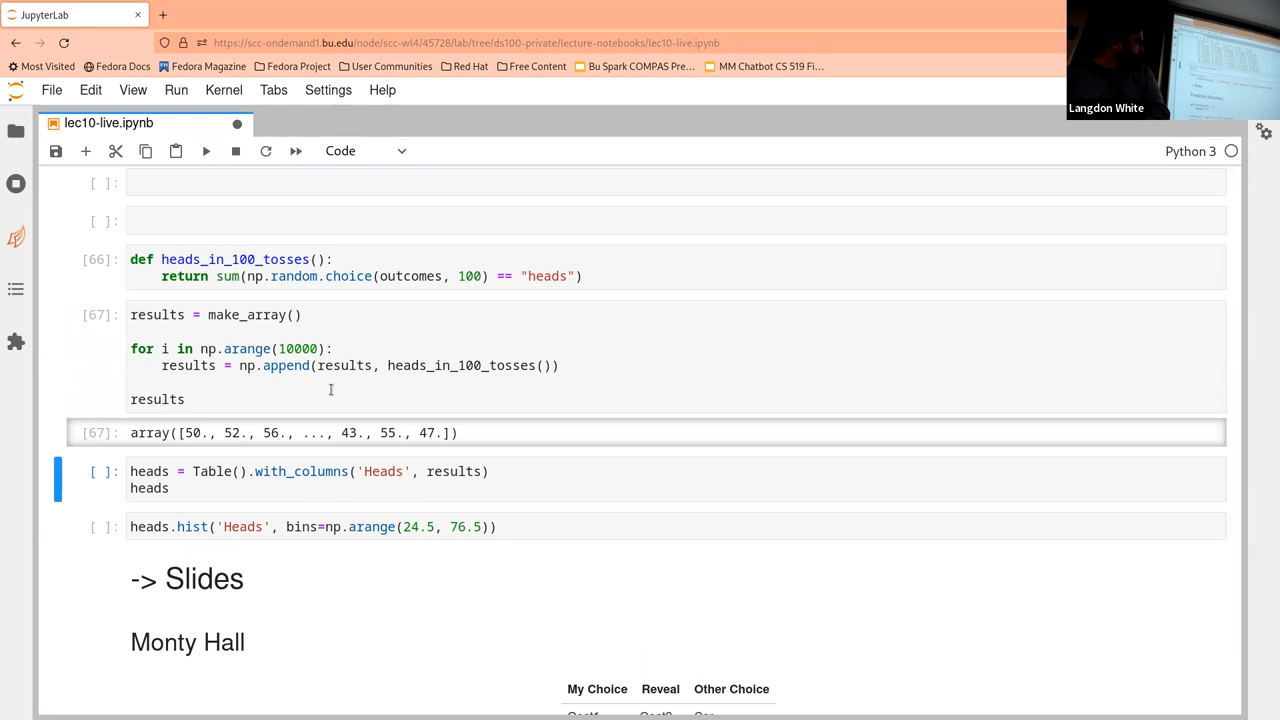 JupyterLab
https://scc-ondemand1.bu.edu/node/scc-wl4/45728/lab/tree/ds100-private/lecture-notebooks/lec10-live.ipynb
Most Visited Fedora Docs Fedora Magazine Fedora Project User Communities Red Hat Free Content Bu Spark COMPAS Pre... MM Chatbot CS 519 Fi...
Langdon White
File Edit View Run Kernel Tabs Settings Help
lec10-live.ipynb
Code Python 3
[ ]:
[ ]:
[66]: def heads_in_100_tosses():
return sum(np.random.choice(outcomes, 100) == "heads")
[67]: results = make_array()
for i in np.arange(10000):
results = np.append(results, heads_in_100_tosses())
results
[67]: array([50., 52., 56., ..., 43., 55., 47.])
[ ]: heads = Table().with_columns('Heads', results)
heads
[ ]: heads.hist('Heads', bins=np.arange(24.5, 76.5))
-> Slides
Monty Hall
My Choice Reveal Other Choice